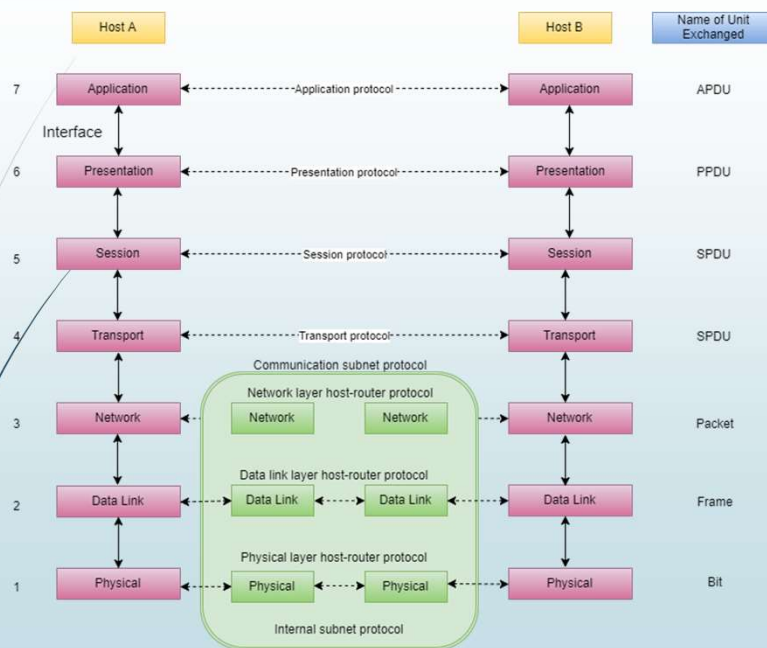 Host A
Host B
Name of Unit
Exchanged
7
Application
Application protocol
Application
APDU
Interface
6
Presentation
Presentation protocol
Presentation
PPDU
5
Session
Session protocol
Session
SPDU
4
Transport
Transport protocol
Transport
SPDU
Communication subnet protocol
Network layer host-router protocol
3
Network
Network
Network
Network
Packet
Data link layer host-router protocol
2
Data Link
Data Link
Data Link
Data Link
Frame
Physical layer host-router protocol
1
Physical
Physical
Physical
Physical
Bit
Internal subnet protocol